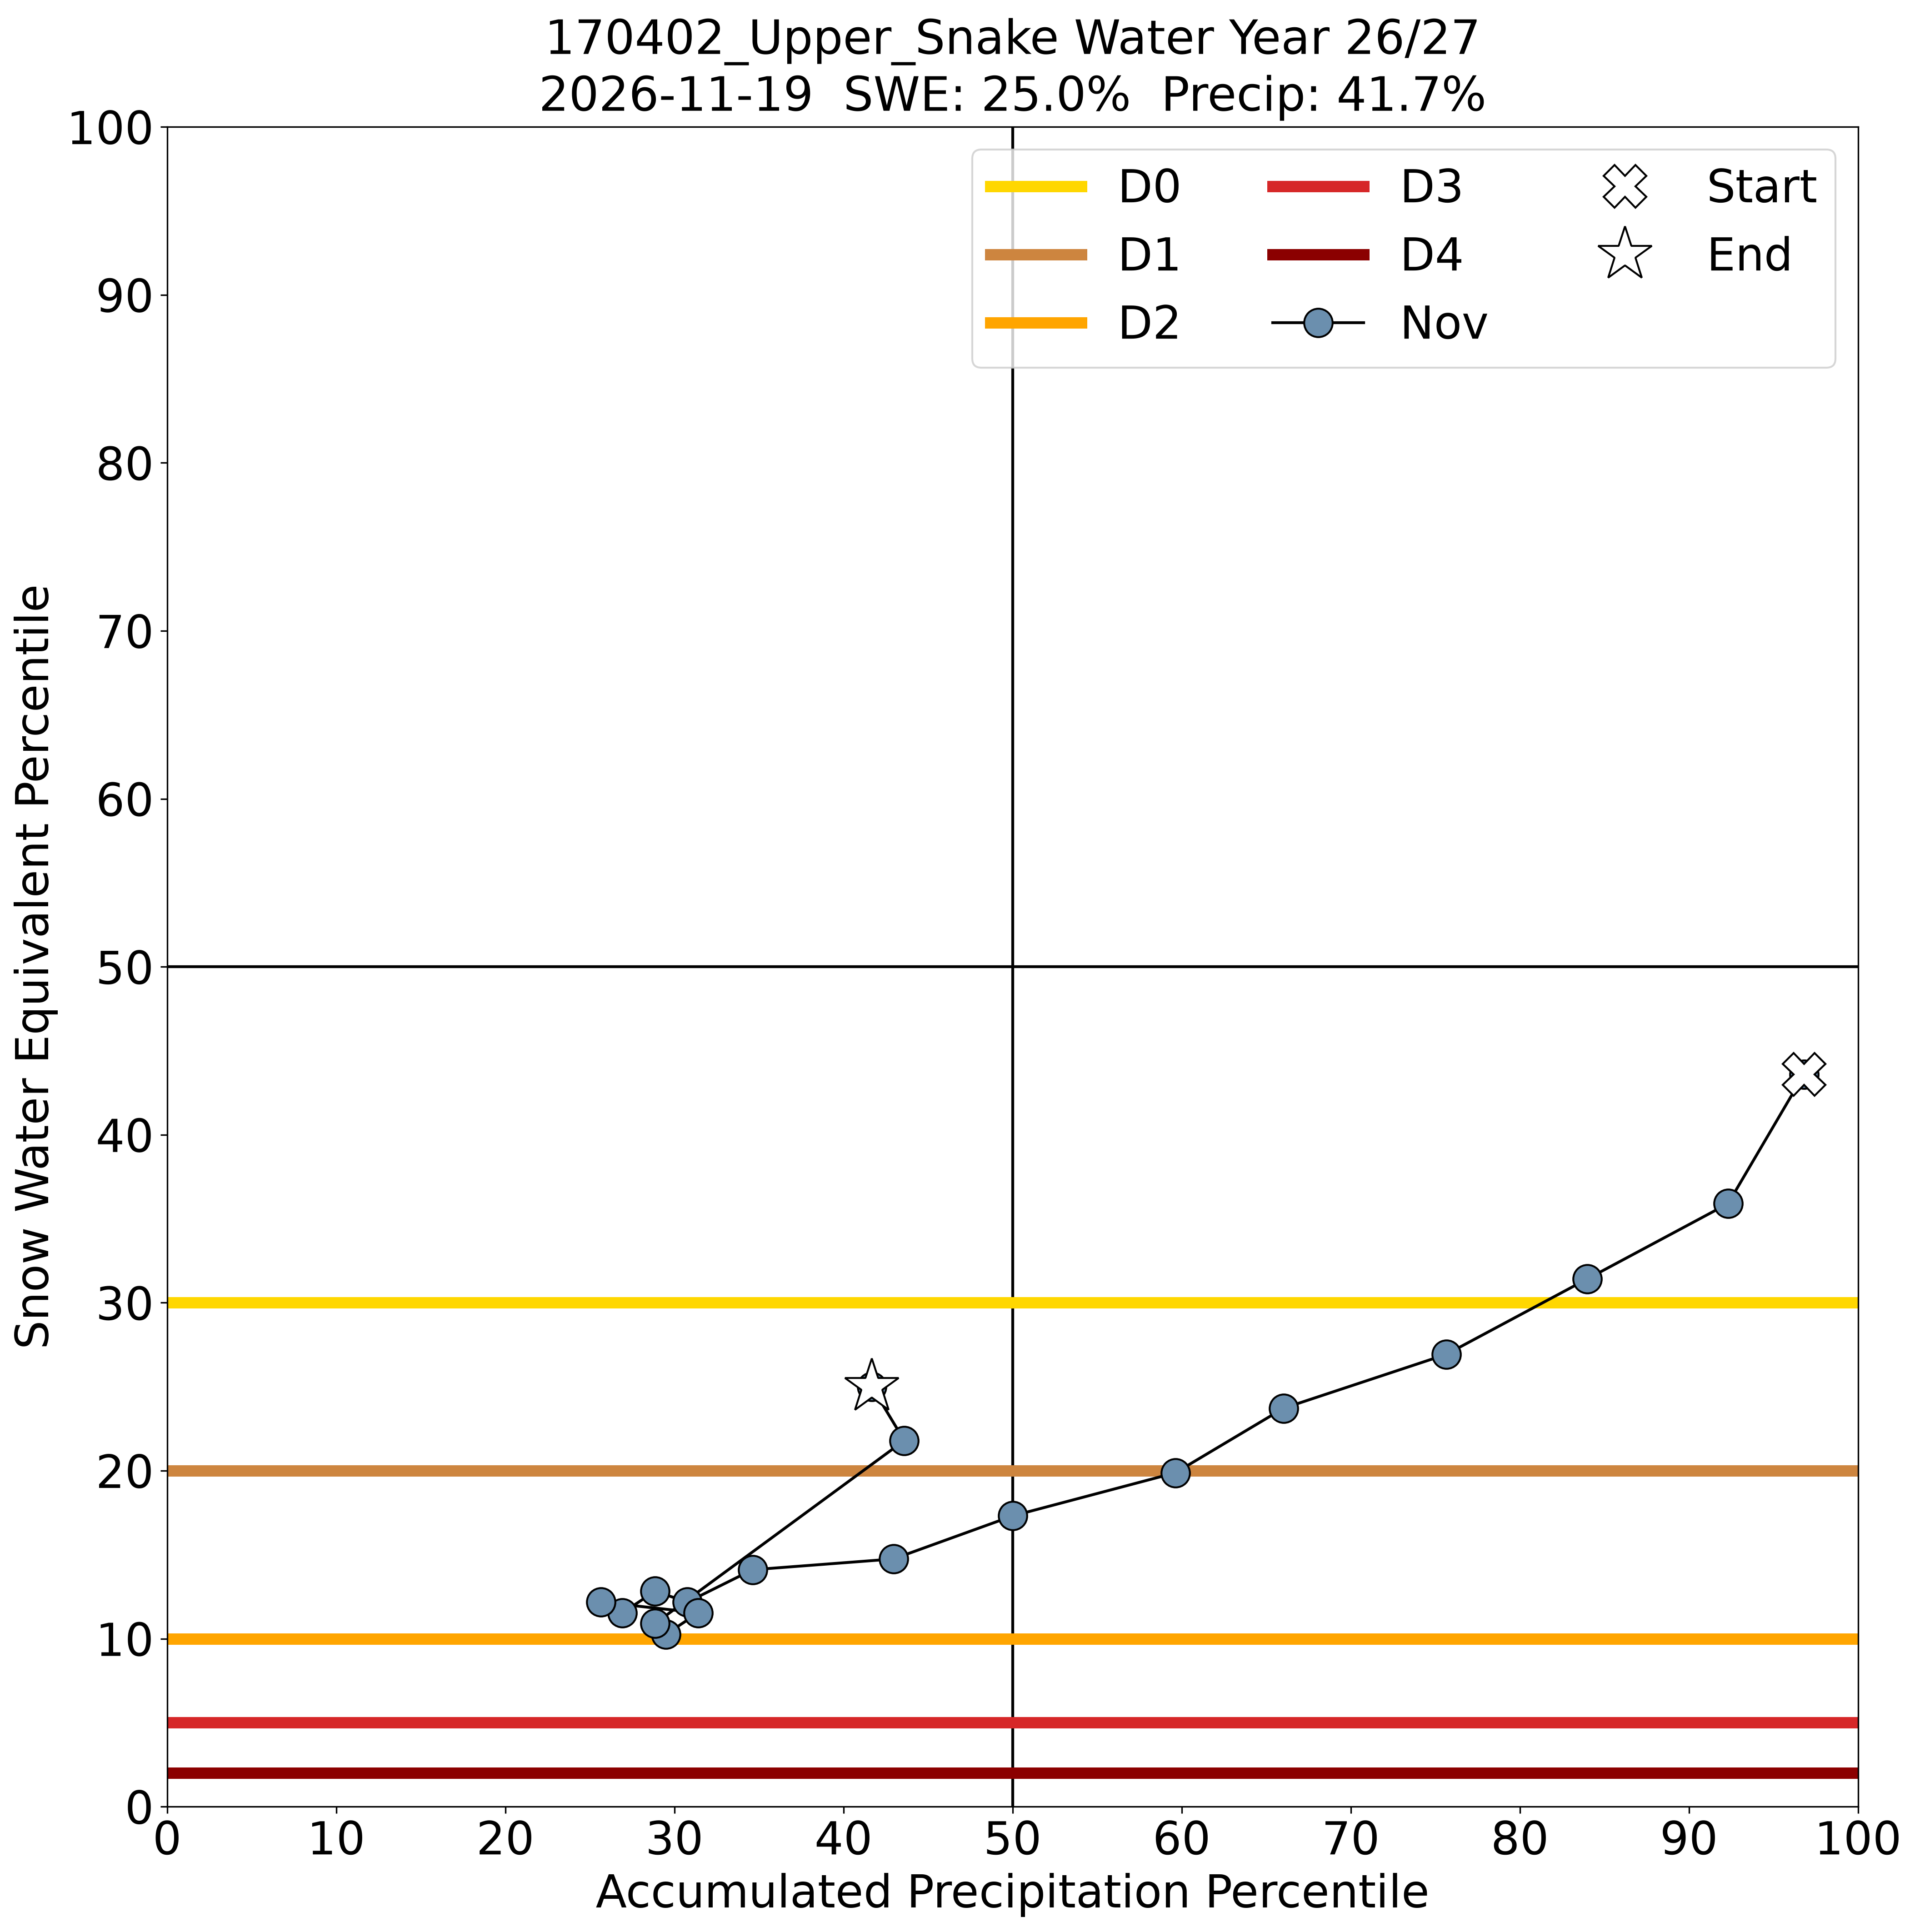 170402_Upper_Snake Water Year 26/27
2026-11-19  SWE: 25.0%  Precip: 41.7%
100
90
80
70
60
50
40
30
20
10
0
Snow Water Equivalent Percentile
D0
D1
D2
D3
D4
Nov
Start
End
0 10 20 30 40 50 60 70 80 90 100
Accumulated Precipitation Percentile